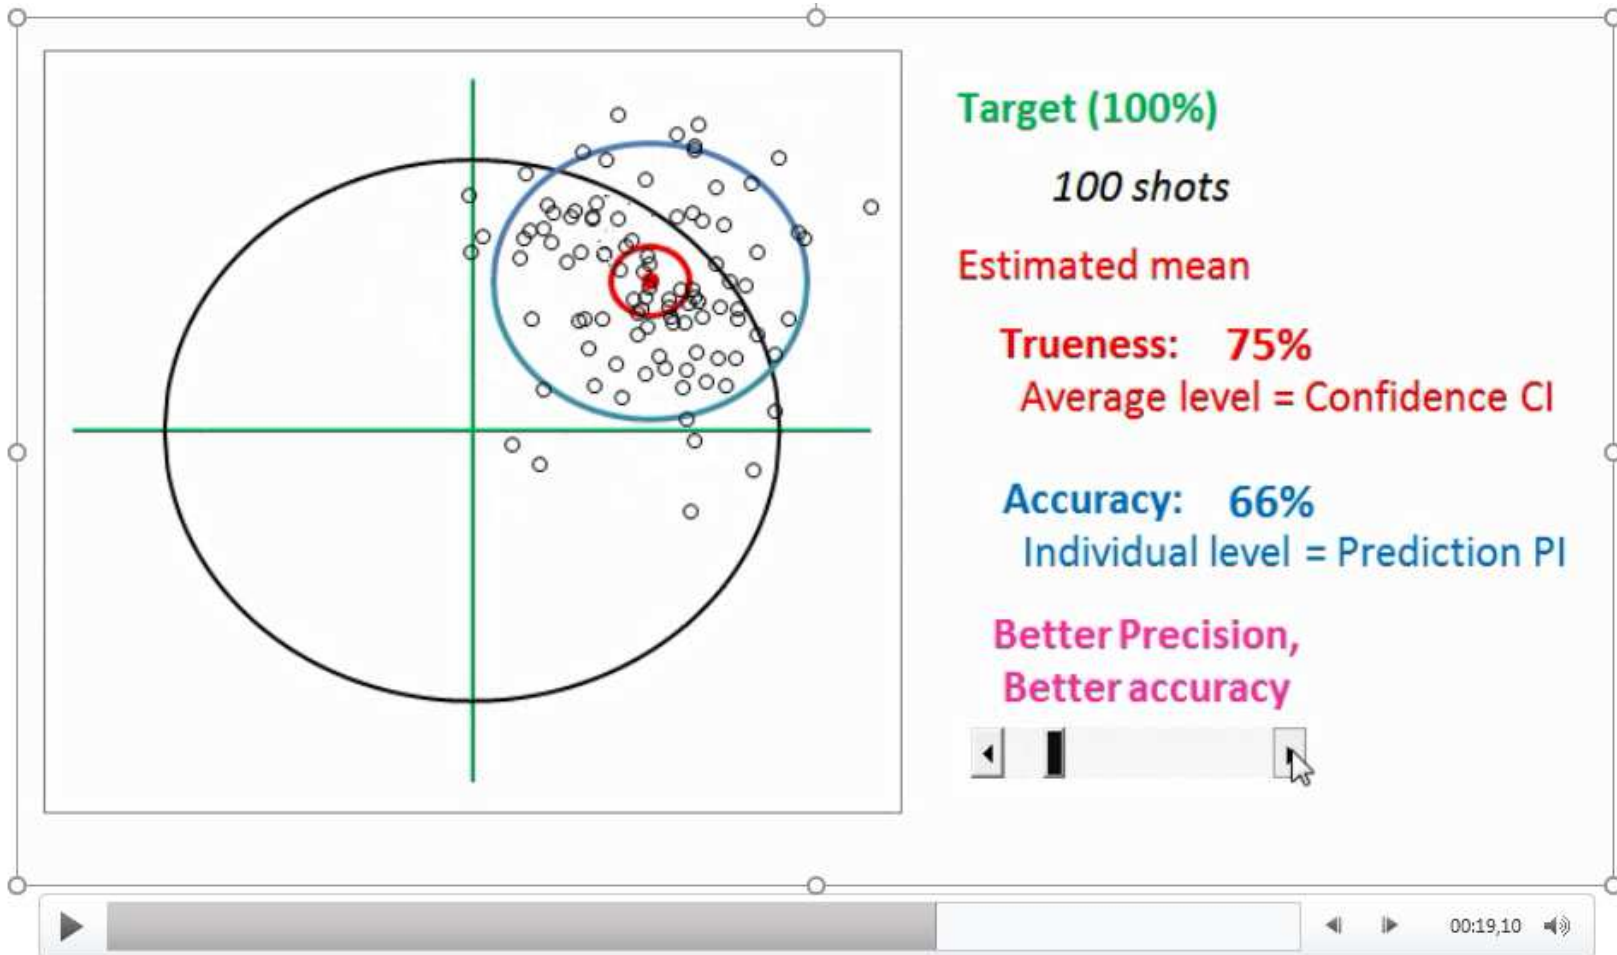 Target (100%)
100 shots
Estimated mean
Trueness: 75%
Average level = Confidence CI
Accuracy: 66%
Individual level = Prediction PI
Better Precision,
Better accuracy
00:19,10